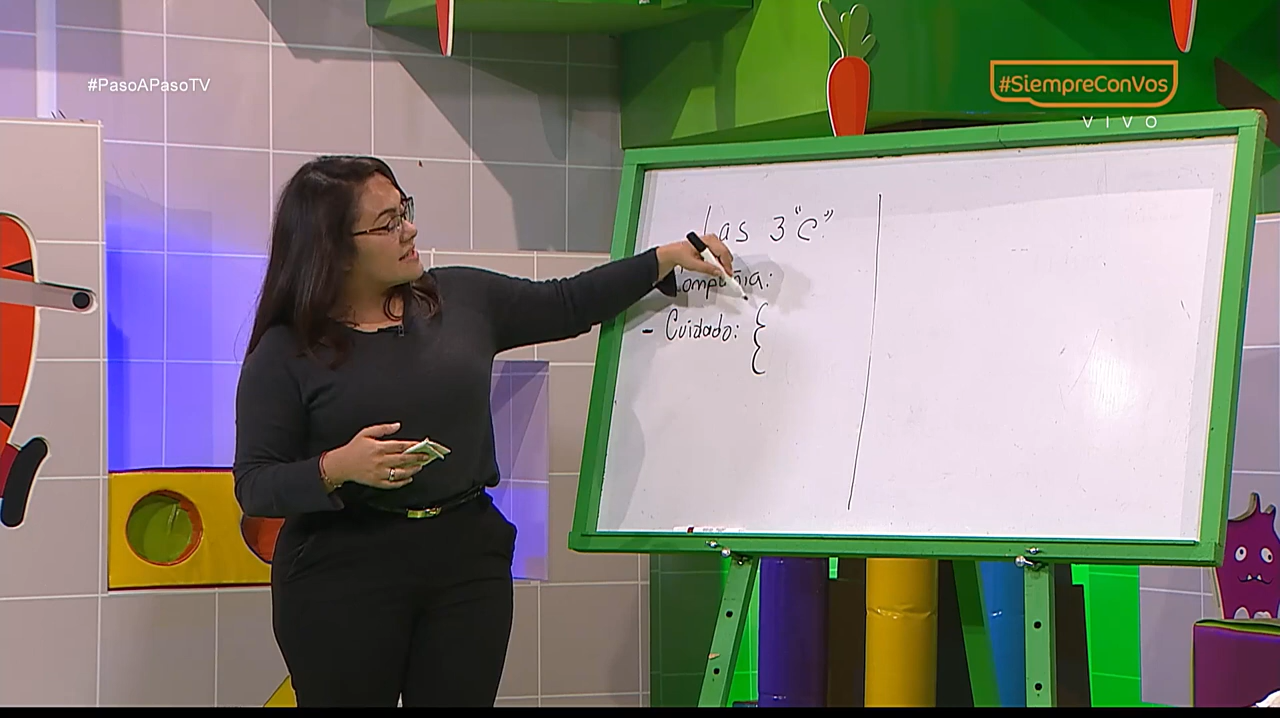 #PasoAPasoTV
#SiempreConVos
VIVO
Las 3 "C".
Compañía:
- Cuidado: {